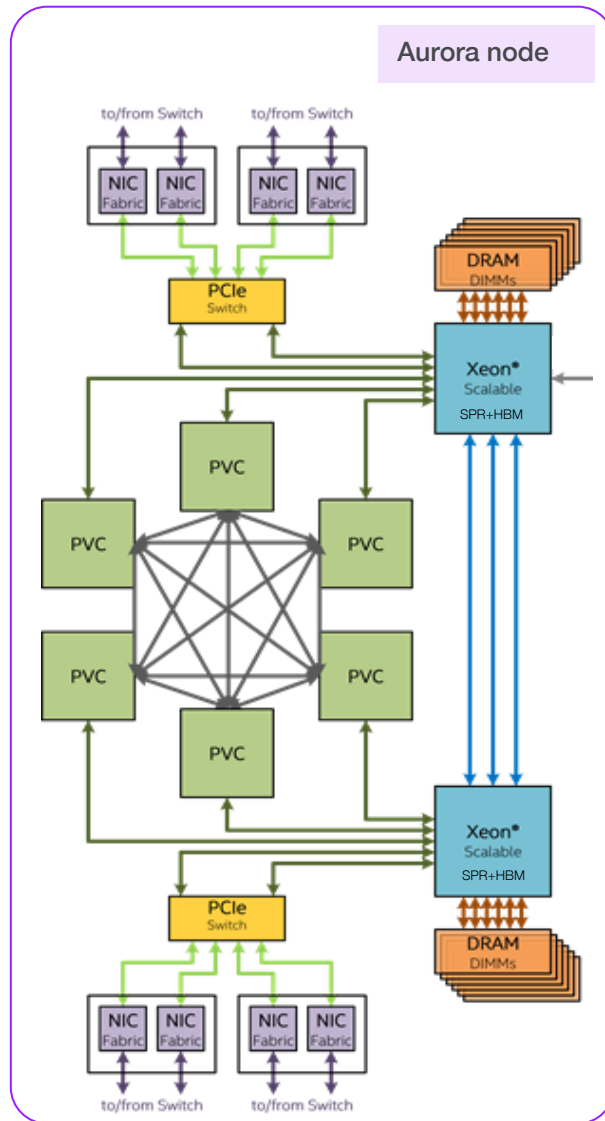 Aurora node
to/from Switch
to/from Switch
NIC
Fabric
NIC
Fabric
NIC
Fabric
NIC
Fabric
DRAM
DIMMs
PCIe
Switch
Xeon®
Scalable
SPR+HBM
PVC
PVC
PVC
PVC
PVC
PVC
Xeon®
Scalable
SPR+HBM
PCIe
Switch
DRAM
DIMMs
NIC
Fabric
NIC
Fabric
NIC
Fabric
NIC
Fabric
to/from Switch
to/from Switch